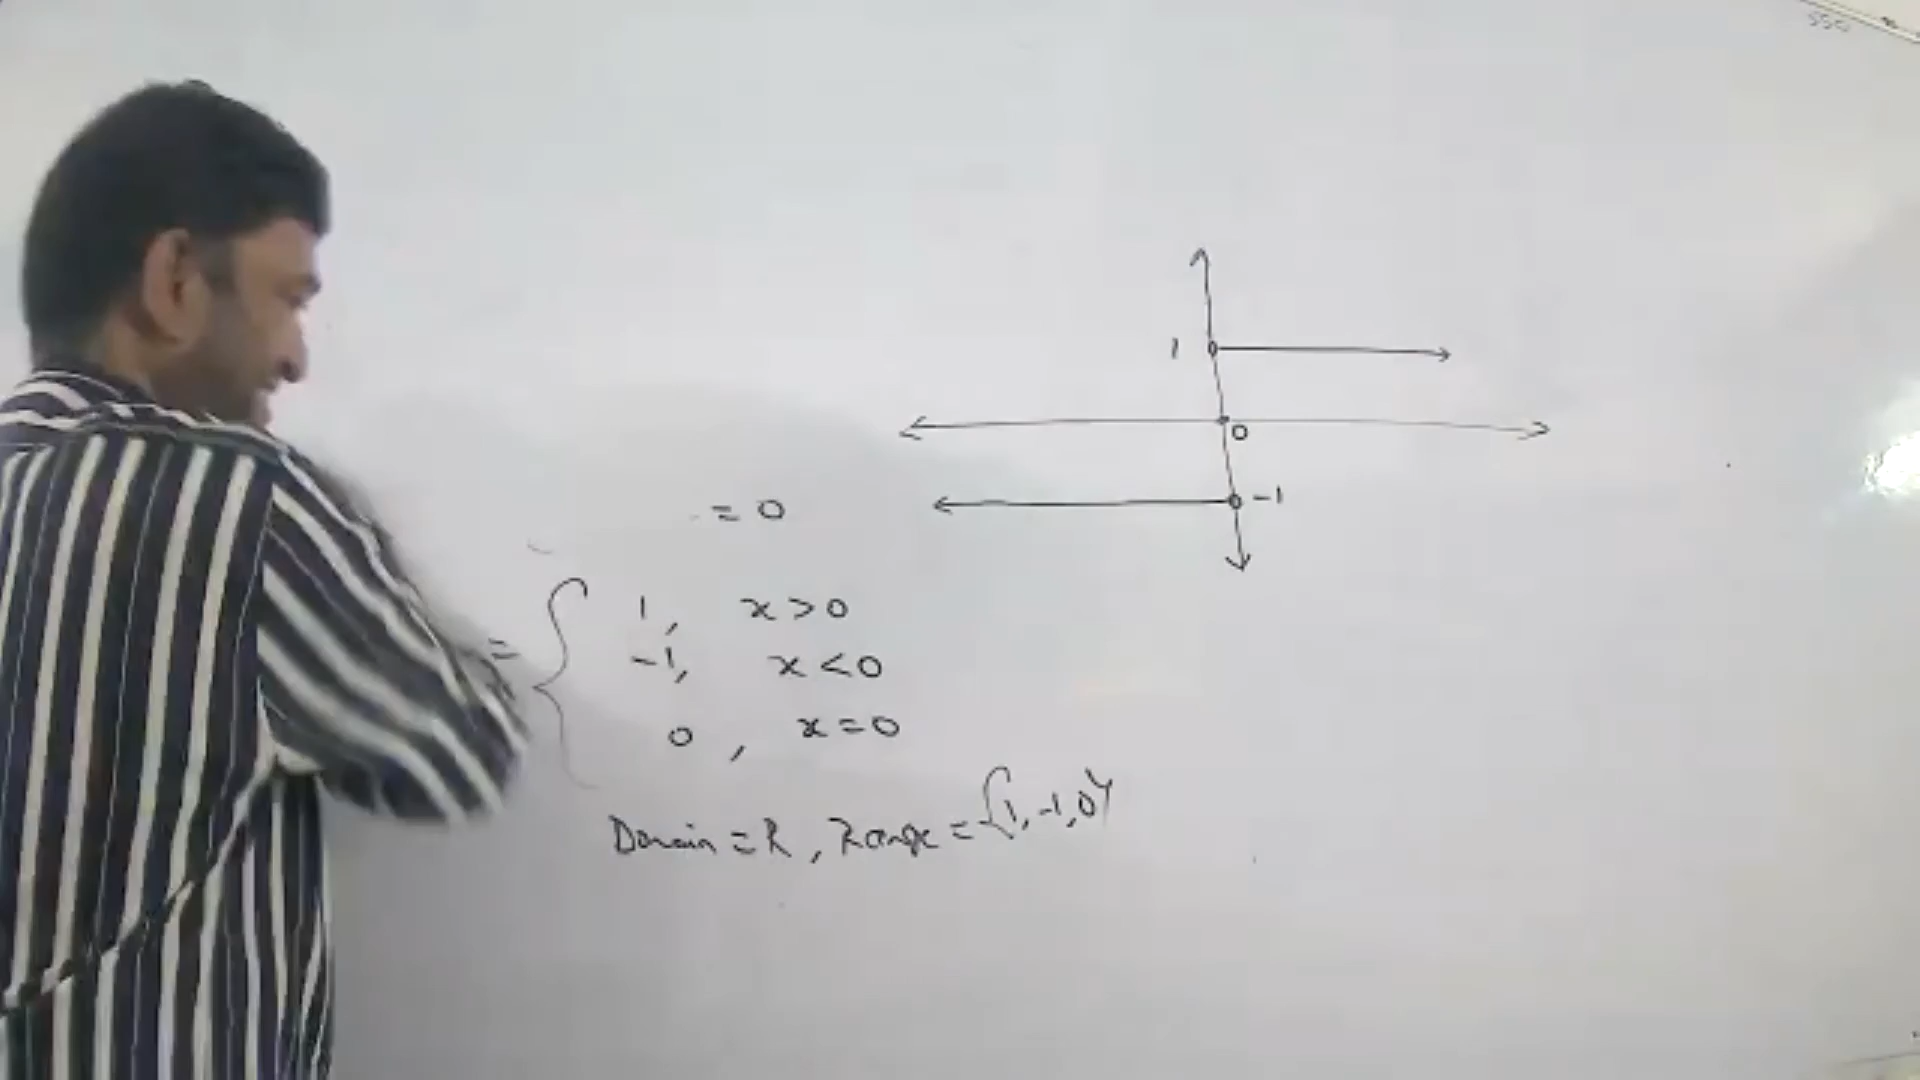 1
0
-1
= 0
= { 1, x > 0
-1, x < 0
0 , x = 0
Domain = R , Range = {1, -1, 0}